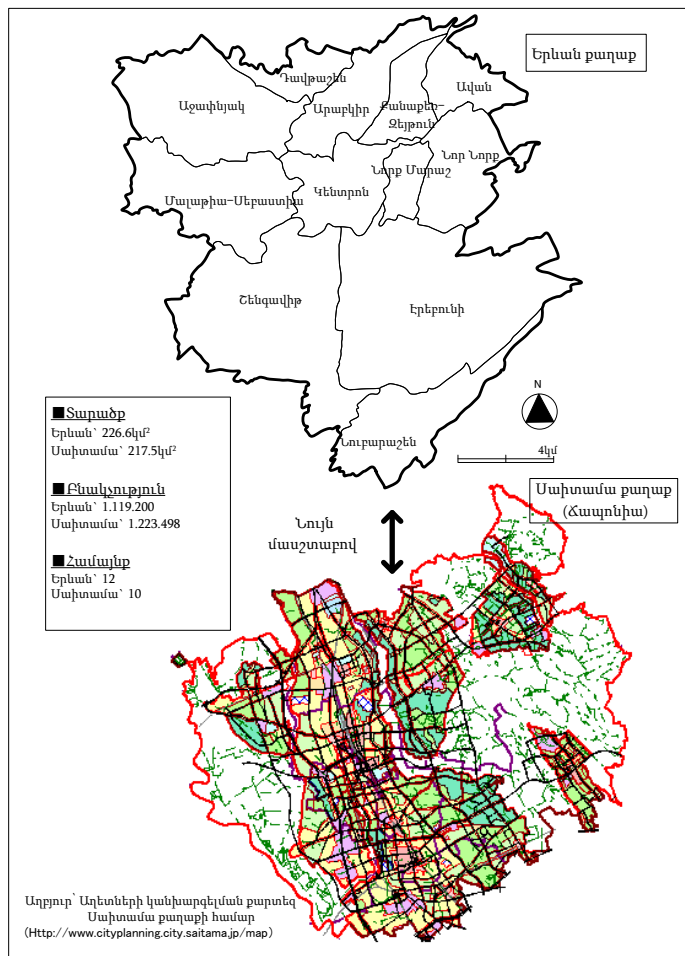 Երևան քաղաք
Դավթաշեն
Ավան
Աջափնյակ
Արաբկիր
Քանաքեռ-
Զեյթուն
Նոր Նորք
Նորք Մարաշ
Կենտրոն
Մալաթիա-Սեբաստիա
Շենգավիթ
Էրեբունի
Նուբարաշեն
N
4կմ
■Տարածք
Երևան՝ 226.6կմ²
Սաիտամա՝ 217.5կմ²
■Բնակչություն
Երևան՝ 1.119.200
Սաիտամա՝ 1.223.498
■Համայնք
Երևան՝ 12
Սաիտամա՝ 10
Նույն
մասշտաբով
Սաիտամա քաղաք
(Ճապոնիա)
Աղբյուր՝ Աղետների կանխարգելման քարտեզ
Սաիտամա քաղաքի համար
(Http://www.cityplanning.city.saitama.jp/map)